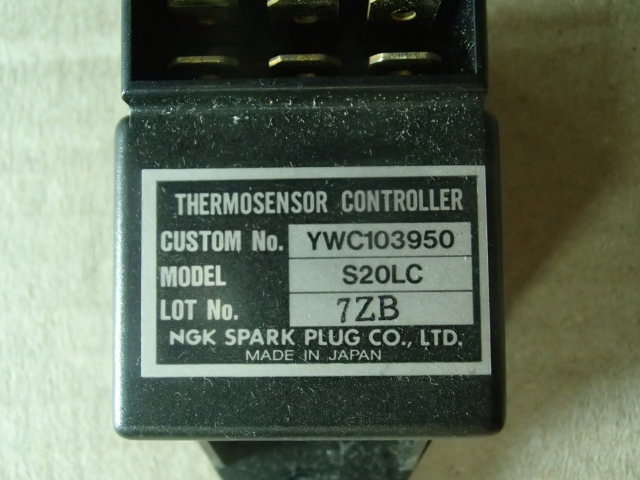 THERMOSENSOR CONTROLLER
CUSTOM No. YWC103950
MODEL S20LC
LOT No. 7ZB
NGK SPARK PLUG CO., LTD.
MADE IN JAPAN